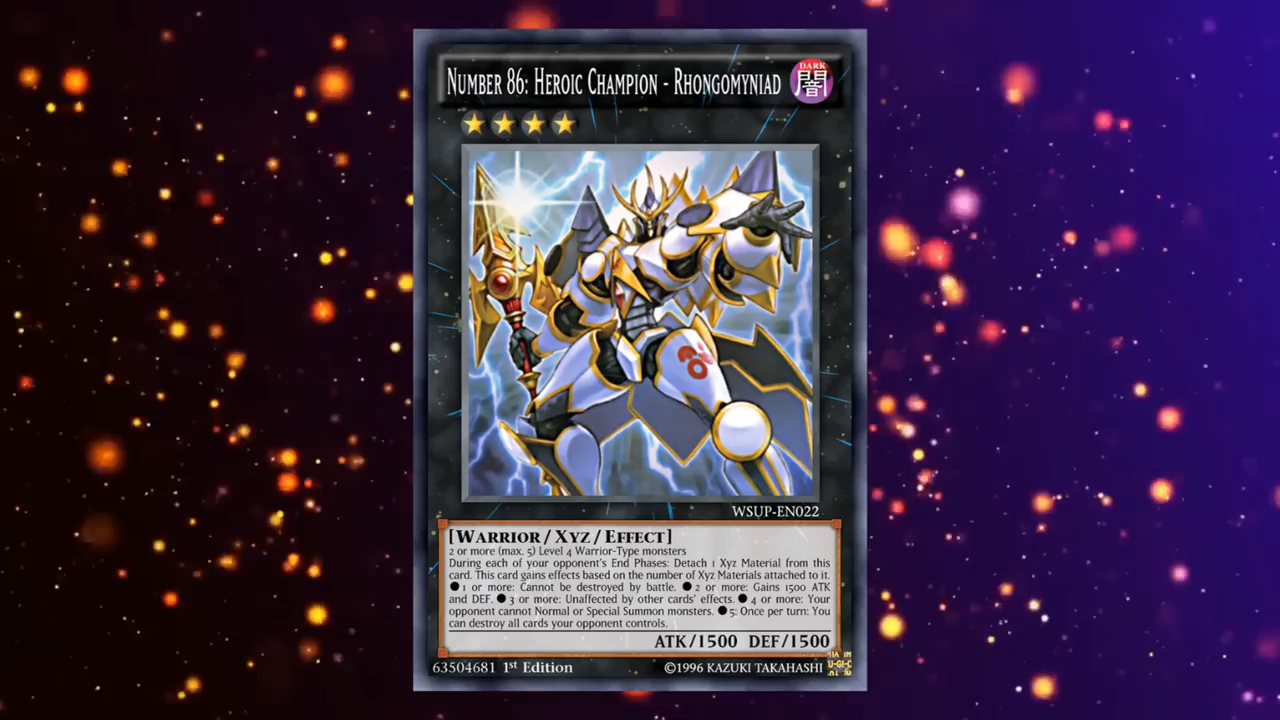 NUMBER 86: HEROIC CHAMPION - RHONGOMYNIAD
DARK
闇
86
WSUP-EN022
[WARRIOR / XYZ / EFFECT]
2 or more (max. 5) Level 4 Warrior-Type monsters
During each of your opponent's End Phases: Detach 1 Xyz Material from this
card. This card gains effects based on the number of Xyz Materials attached to it.
●1 or more: Cannot be destroyed by battle. ●2 or more: Gains 1500 ATK
and DEF. ●3 or more: Unaffected by other cards' effects. ●4 or more: Your
opponent cannot Normal or Special Summon monsters. ●5: Once per turn: You
can destroy all cards your opponent controls.
ATK/1500 DEF/1500
63504681 1st Edition
©1996 KAZUKI TAKAHASHI